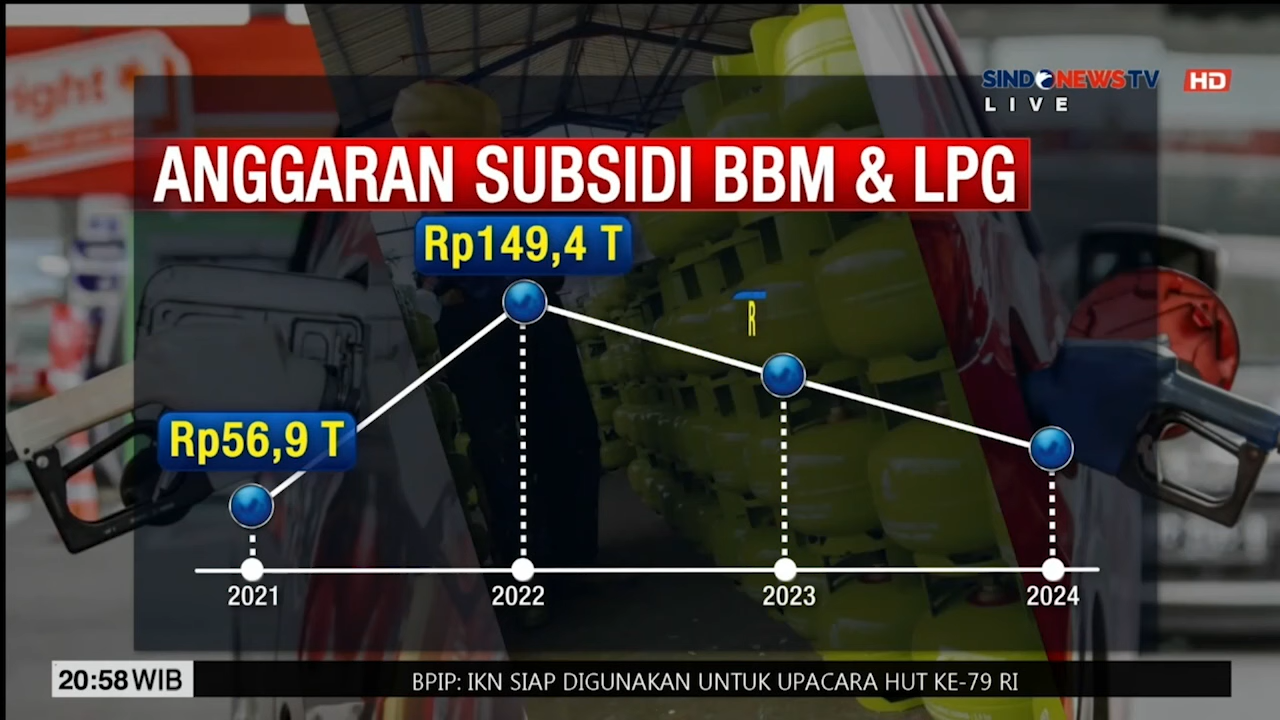 right
SINDONEWSTV HD
LIVE
ANGGARAN SUBSIDI BBM & LPG
Rp149,4 T
R
Rp56,9 T
2021 2022 2023 2024
20:58 WIB
BPIP: IKN SIAP DIGUNAKAN UNTUK UPACARA HUT KE-79 RI